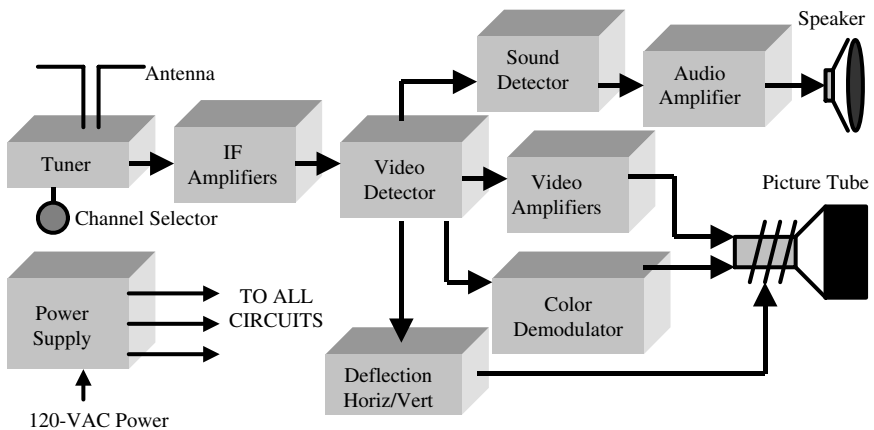 Speaker
Sound
Detector
Audio
Amplifier
Antenna
Tuner
IF
Amplifiers
Video
Detector
Video
Amplifiers
Picture Tube
Channel Selector
Power
Supply
TO ALL
CIRCUITS
Color
Demodulator
Deflection
Horiz/Vert
120-VAC Power